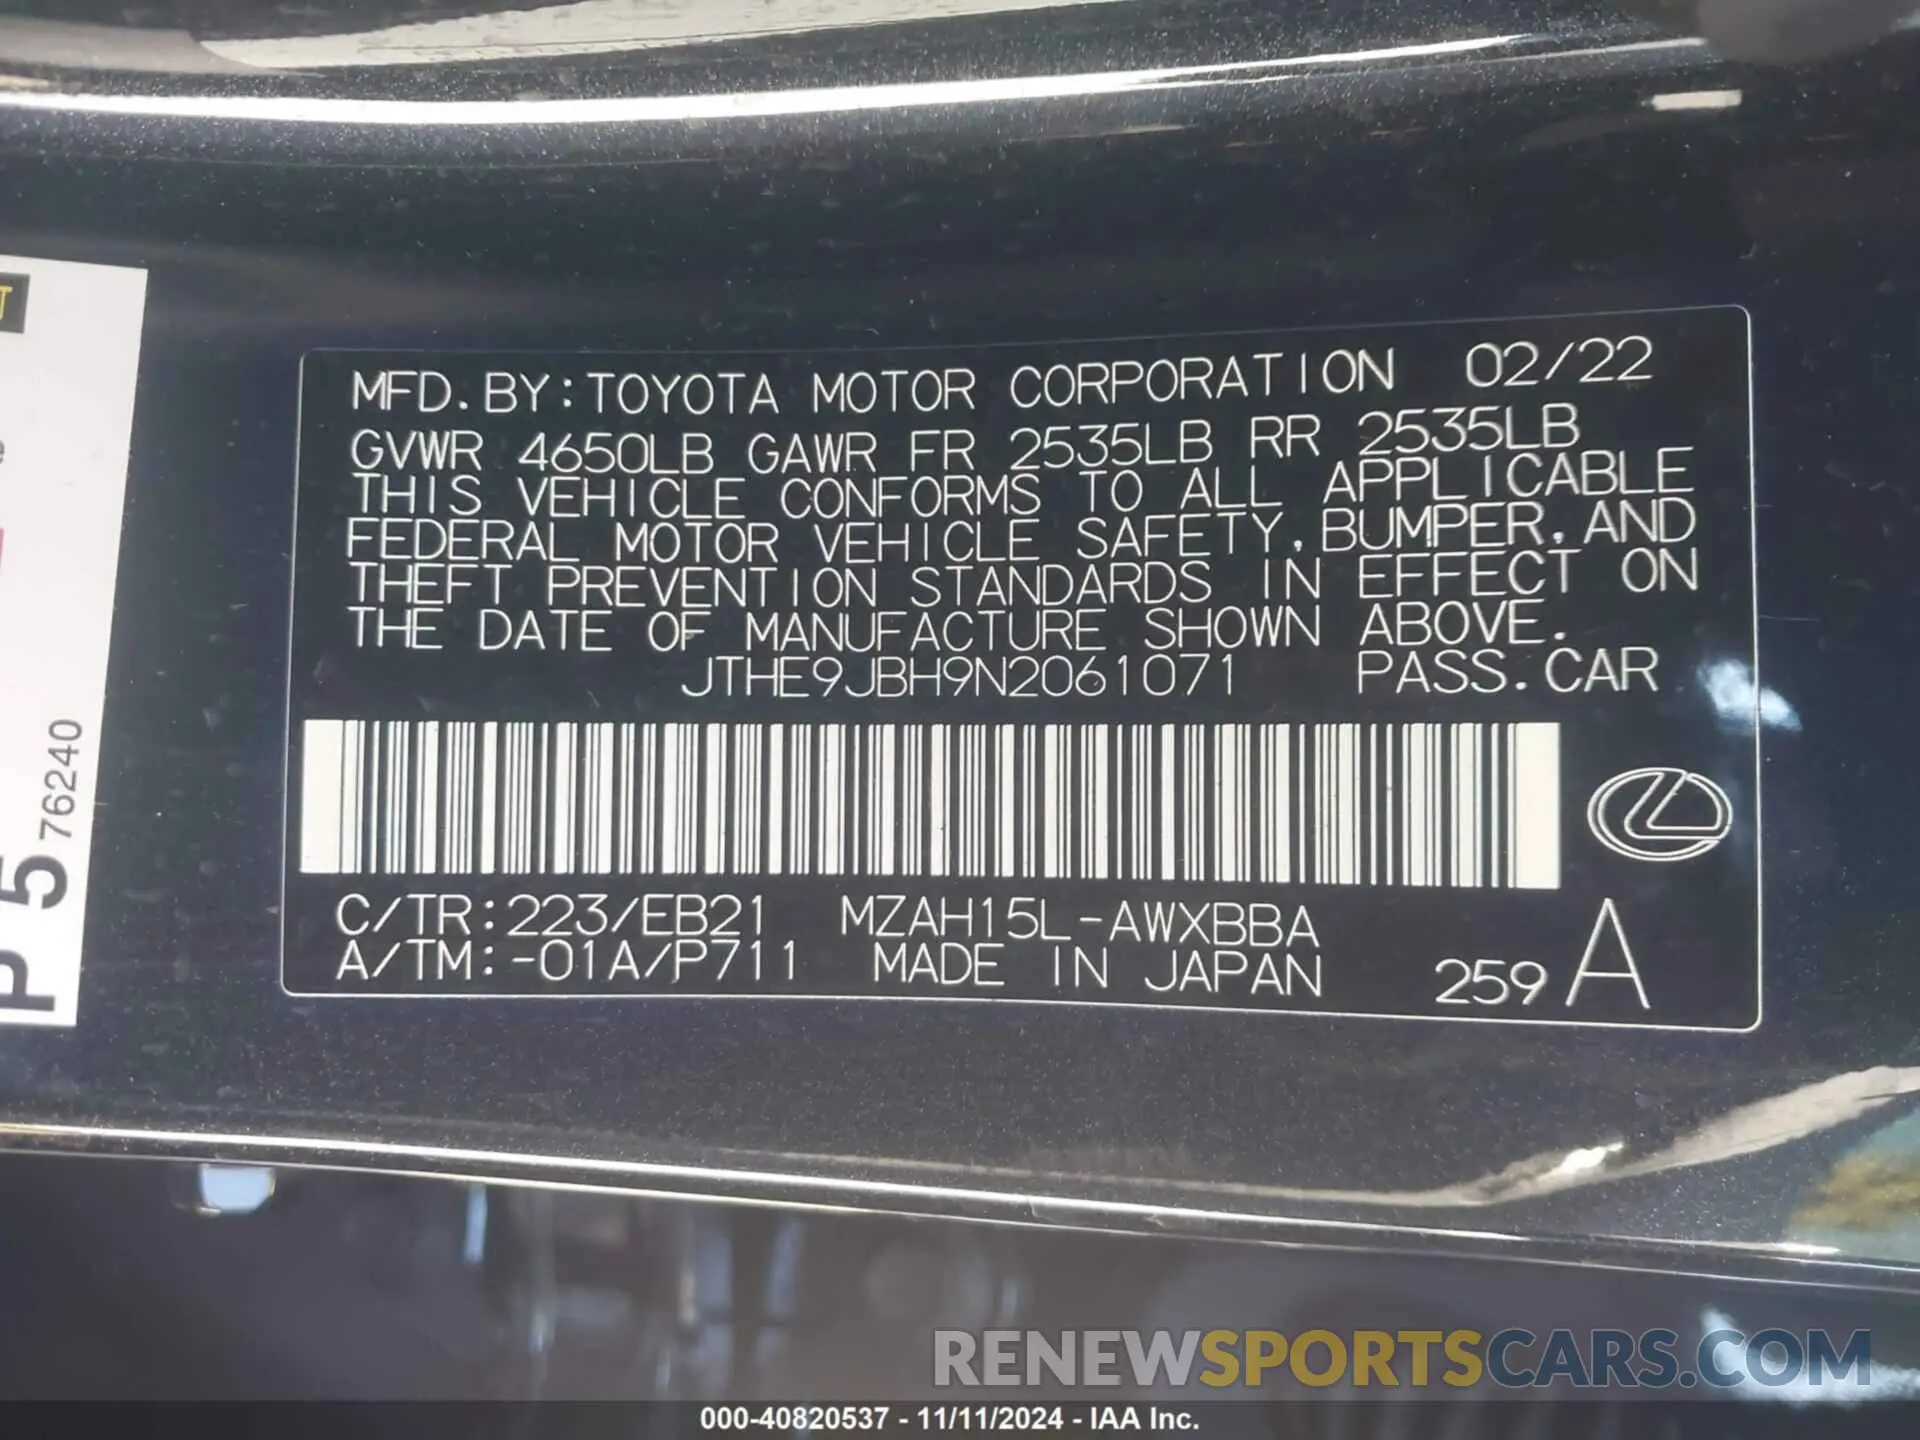 MFD. BY: TOYOTA MOTOR CORPORATION 02/22
GVWR 4650LB GAWR FR 2535LB RR 2535LB
THIS VEHICLE CONFORMS TO ALL APPLICABLE
FEDERAL MOTOR VEHICLE SAFETY, BUMPER, AND
THEFT PREVENTION STANDARDS IN EFFECT ON
THE DATE OF MANUFACTURE SHOWN ABOVE.
JTHE9JBH9N2061071 PASS. CAR
C/TR: 223/EB21 MZAH15L-AWXBBA
A/TM: -01A/P711 MADE IN JAPAN 259 A
P 5 76240
RENEWSPORTSCARS.COM
000-40820537 - 11/11/2024 - IAA Inc.